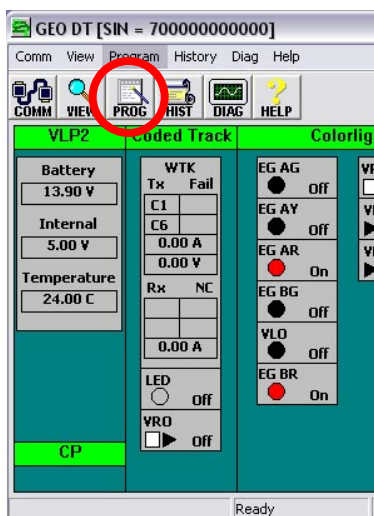 GEO DT [SIN = 700000000000]
Comm View Program History Diag Help
COMM VIEW PROG HIST DIAG HELP
VLP2
Battery
13.90 V
Internal
5.00 V
Temperature
24.00 C
CP
Coded Track
WTK
Tx Fail
C1
C6
0.00 A
0.00 V
Rx NC
0.00 A
LED
Off
VRO
Off
Colorlig
EG AG
Off
EG AY
Off
EG AR
On
EG BG
Off
VLO
Off
EG BR
On
Ready